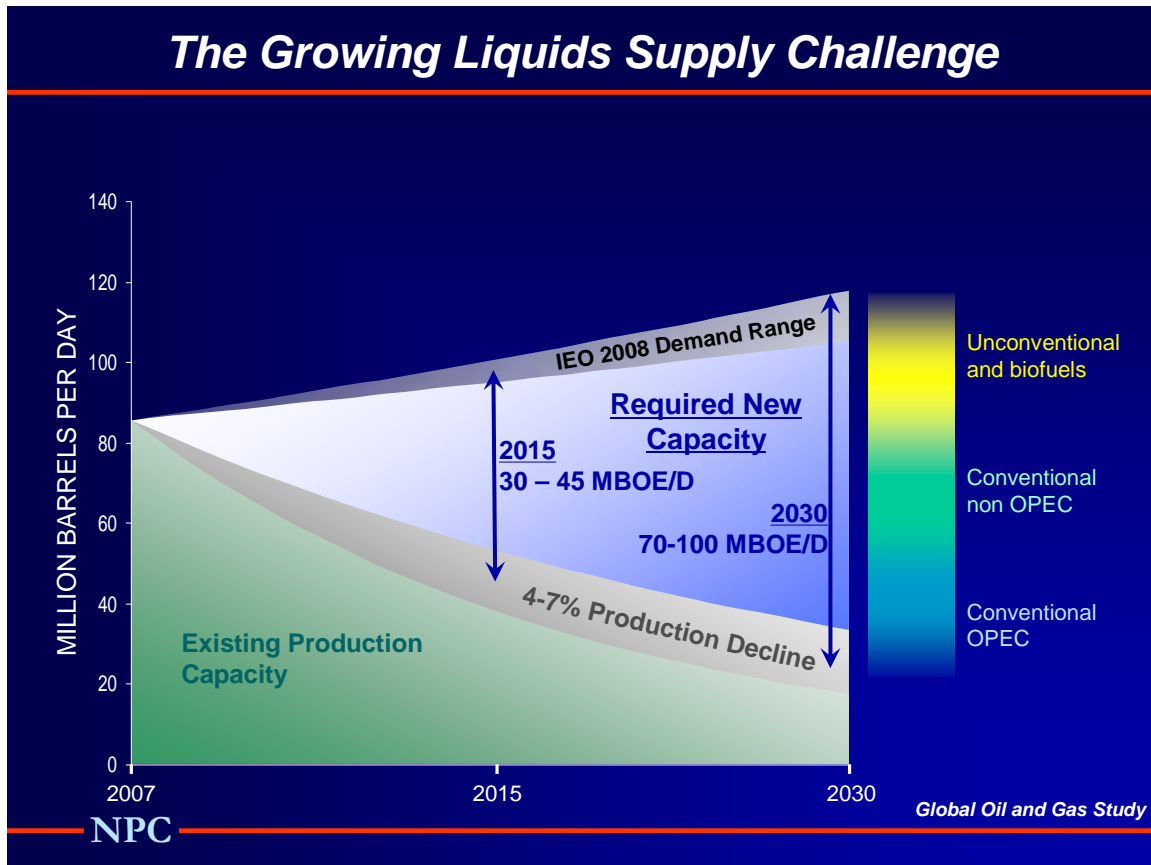 The Growing Liquids Supply Challenge
MILLION BARRELS PER DAY
140
120
100
80
60
40
20
0
2007
2015
2030
IEO 2008 Demand Range
Required New
Capacity
2015
30 – 45 MBOE/D
2030
70-100 MBOE/D
4-7% Production Decline
Existing Production
Capacity
Unconventional
and biofuels
Conventional
non OPEC
Conventional
OPEC
Global Oil and Gas Study
NPC